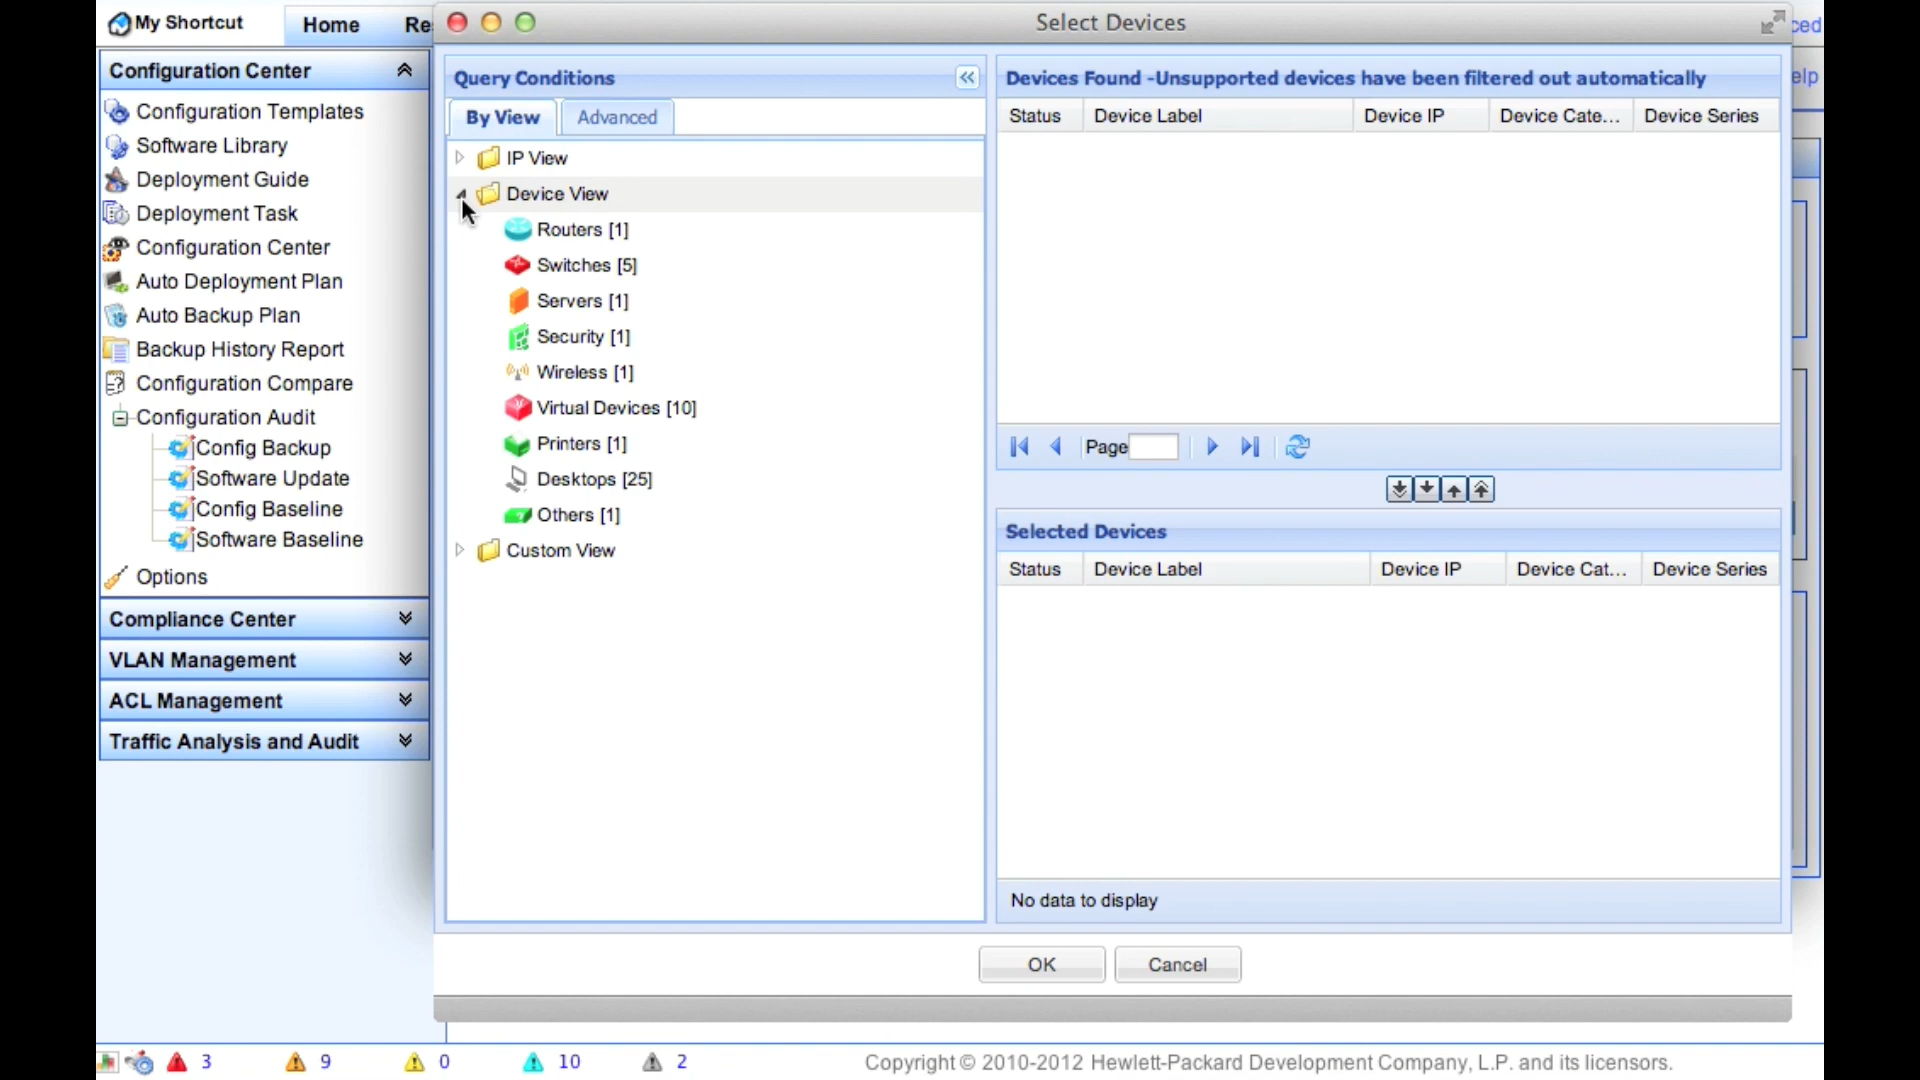 My Shortcut
Home
Configuration Center
Configuration Templates
Software Library
Deployment Guide
Deployment Task
Configuration Center
Auto Deployment Plan
Auto Backup Plan
Backup History Report
Configuration Compare
Configuration Audit
Config Backup
Software Update
Config Baseline
Software Baseline
Options
Compliance Center
VLAN Management
ACL Management
Traffic Analysis and Audit
Select Devices
Query Conditions
By View Advanced
IP View
Device View
Routers [1]
Switches [5]
Servers [1]
Security [1]
Wireless [1]
Virtual Devices [10]
Printers [1]
Desktops [25]
Others [1]
Custom View
Devices Found -Unsupported devices have been filtered out automatically
Status Device Label Device IP Device Cate... Device Series
Page
Selected Devices
Status Device Label Device IP Device Cat... Device Series
No data to display
OK Cancel
3 9 0 10 2 Copyright © 2010-2012 Hewlett-Packard Development Company, L.P. and its licensors.